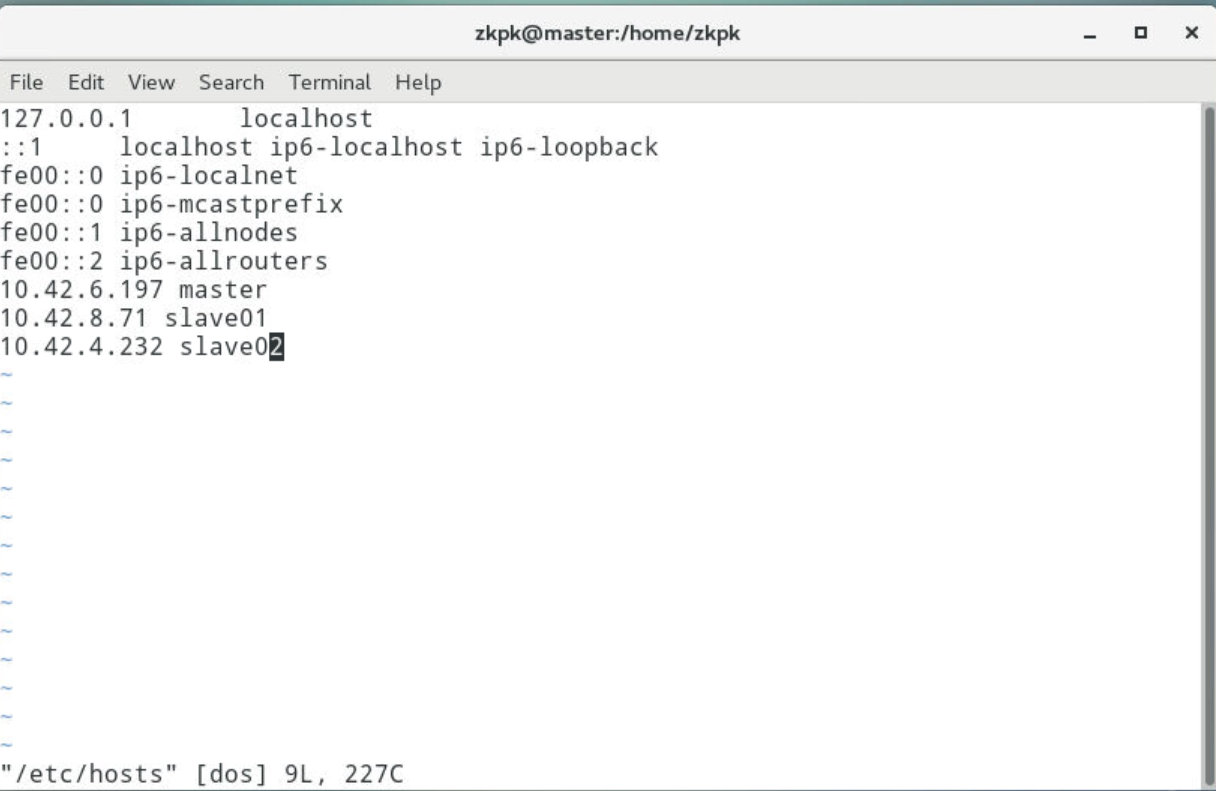 zkpk@master:/home/zkpk
File Edit View Search Terminal Help
127.0.0.1       localhost
::1     localhost ip6-localhost ip6-loopback
fe00::0 ip6-localnet
fe00::0 ip6-mcastprefix
fe00::1 ip6-allnodes
fe00::2 ip6-allrouters
10.42.6.197 master
10.42.8.71 slave01
10.42.4.232 slave02
~
~
~
~
~
~
~
~
~
~
~
~
~
~
"/etc/hosts" [dos] 9L, 227C